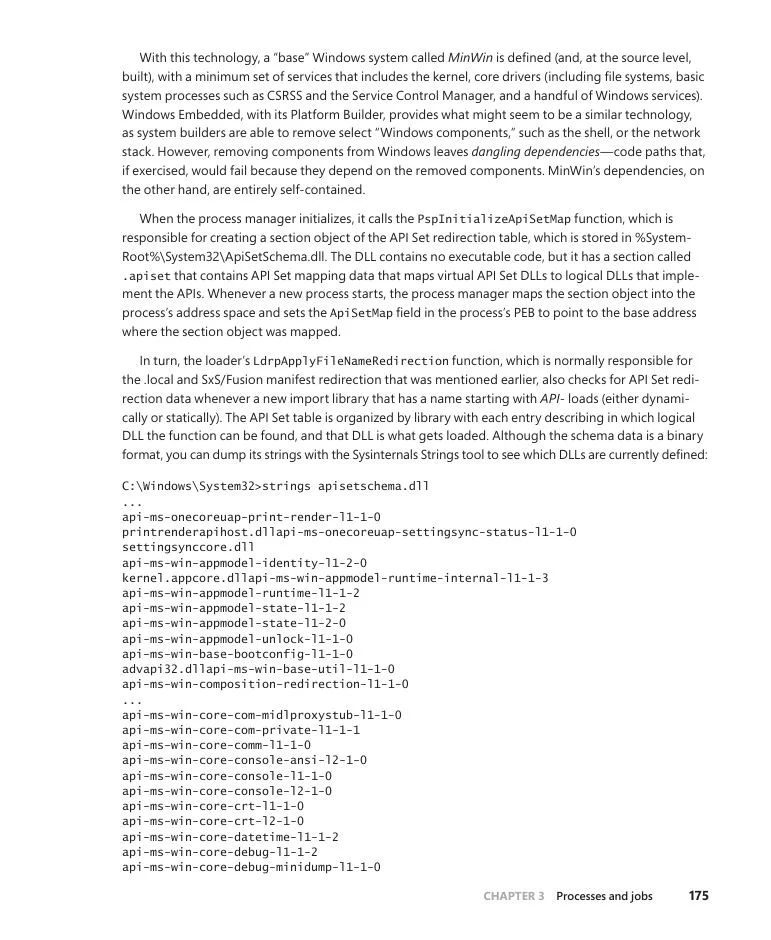 With this technology, a “base” Windows system called MinWin is defined (and, at the source level,
built), with a minimum set of services that includes the kernel, core drivers (including file systems, basic
system processes such as CSRSS and the Service Control Manager, and a handful of Windows services).
Windows Embedded, with its Platform Builder, provides what might seem to be a similar technology,
as system builders are able to remove select “Windows components,” such as the shell, or the network
stack. However, removing components from Windows leaves dangling dependencies—code paths that,
if exercised, would fail because they depend on the removed components. MinWin’s dependencies, on
the other hand, are entirely self-contained.
When the process manager initializes, it calls the PspInitializeApiSetMap function, which is
responsible for creating a section object of the API Set redirection table, which is stored in %System-
Root%\System32\ApiSetSchema.dll. The DLL contains no executable code, but it has a section called
.apiset that contains API Set mapping data that maps virtual API Set DLLs to logical DLLs that imple-
ment the APIs. Whenever a new process starts, the process manager maps the section object into the
process’s address space and sets the ApiSetMap field in the process’s PEB to point to the base address
where the section object was mapped.
In turn, the loader’s LdrpApplyFileNameRedirection function, which is normally responsible for
the .local and SxS/Fusion manifest redirection that was mentioned earlier, also checks for API Set redi-
rection data whenever a new import library that has a name starting with API- loads (either dynami-
cally or statically). The API Set table is organized by library with each entry describing in which logical
DLL the function can be found, and that DLL is what gets loaded. Although the schema data is a binary
format, you can dump its strings with the Sysinternals Strings tool to see which DLLs are currently defined:
C:\Windows\System32>strings apisetschema.dll
...
api-ms-onecoreuap-print-render-l1-1-0
printrenderapihost.dllapi-ms-onecoreuap-settingsync-status-l1-1-0
settingsynccore.dll
api-ms-win-appmodel-identity-l1-2-0
kernel.appcore.dllapi-ms-win-appmodel-runtime-internal-l1-1-3
api-ms-win-appmodel-runtime-l1-1-2
api-ms-win-appmodel-state-l1-1-2
api-ms-win-appmodel-state-l1-2-0
api-ms-win-appmodel-unlock-l1-1-0
api-ms-win-base-bootconfig-l1-1-0
advapi32.dllapi-ms-win-base-util-l1-1-0
api-ms-win-composition-redirection-l1-1-0
...
api-ms-win-core-com-midlproxystub-l1-1-0
api-ms-win-core-com-private-l1-1-1
api-ms-win-core-comm-l1-1-0
api-ms-win-core-console-ansi-l2-1-0
api-ms-win-core-console-l1-1-0
api-ms-win-core-console-l2-1-0
api-ms-win-core-crt-l1-1-0
api-ms-win-core-crt-l2-1-0
api-ms-win-core-datetime-l1-1-2
api-ms-win-core-debug-l1-1-2
api-ms-win-core-debug-minidump-l1-1-0
CHAPTER 3 Processes and jobs 175